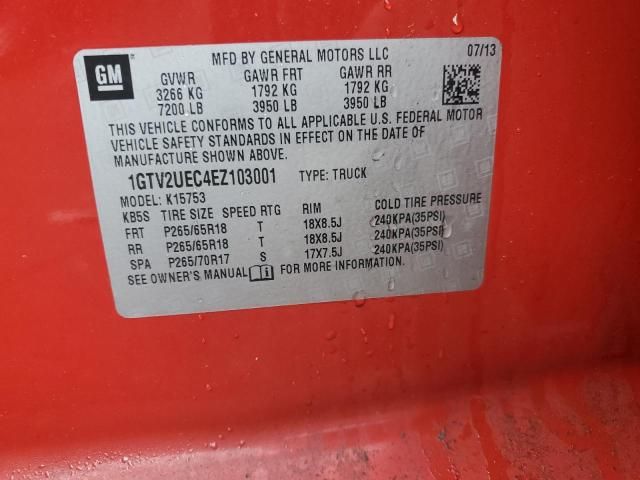 GM
MFD BY GENERAL MOTORS LLC 07/13
GVWR GAWR FRT GAWR RR
3266 KG 1792 KG 1792 KG
7200 LB 3950 LB 3950 LB
THIS VEHICLE CONFORMS TO ALL APPLICABLE U.S. FEDERAL MOTOR
VEHICLE SAFETY STANDARDS IN EFFECT ON THE DATE OF
MANUFACTURE SHOWN ABOVE.
1GTV2UEC4EZ103001 TYPE: TRUCK
MODEL: K15753
KB5S TIRE SIZE SPEED RTG RIM COLD TIRE PRESSURE
FRT P265/65R18 T 18X8.5J 240KPA(35PSI)
RR P265/65R18 T 18X8.5J 240KPA(35PSI)
SPA P265/70R17 S 17X7.5J 240KPA(35PSI)
SEE OWNER'S MANUAL FOR MORE INFORMATION.